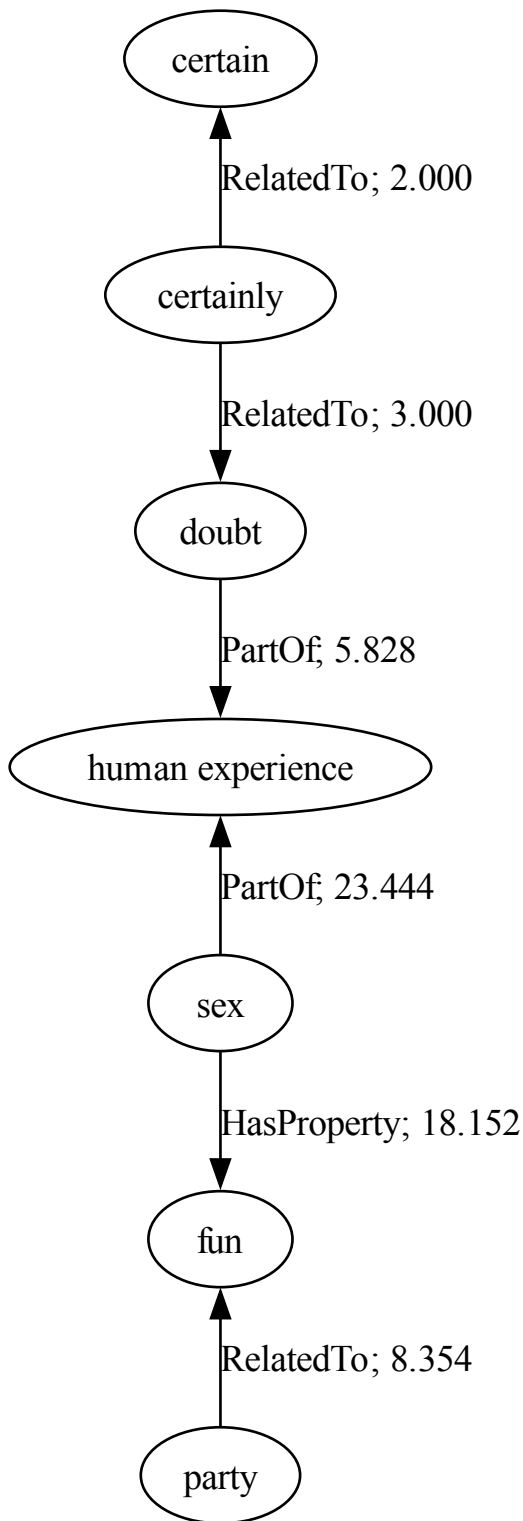 certain
RelatedTo; 2.000
certainly
RelatedTo; 3.000
doubt
PartOf; 5.828
human experience
PartOf; 23.444
sex
HasProperty; 18.152
fun
RelatedTo; 8.354
party